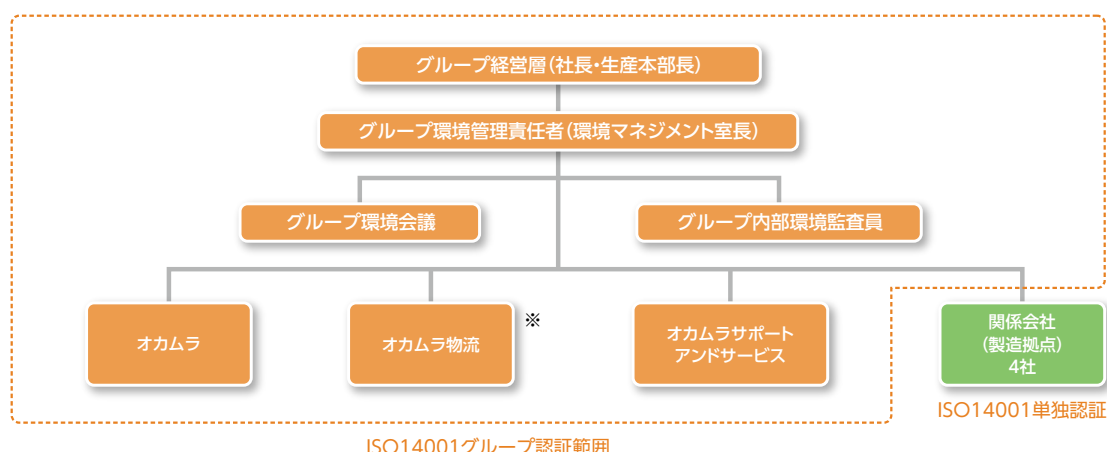 グループ経営層(社長・生産本部長)
グループ環境管理責任者(環境マネジメント室長)
グループ環境会議
グループ内部環境監査員
オカムラ
オカムラ物流
※
オカムラサポート
アンドサービス
関係会社
(製造拠点)
4社
ISO14001単独認証
ISO14001グループ認証範囲